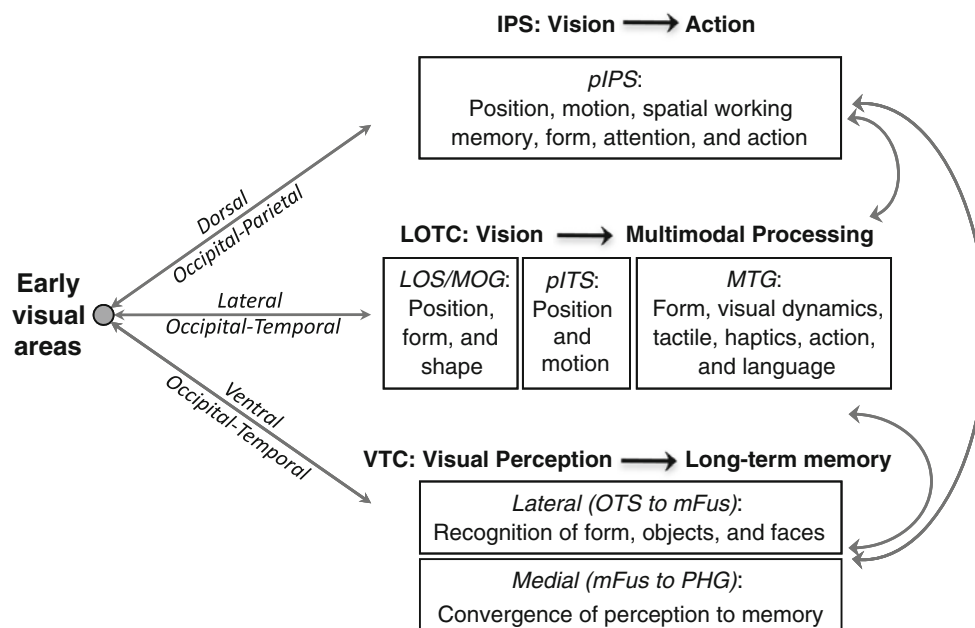 IPS: Vision → Action
pIPS:
Position, motion, spatial working
memory, form, attention, and action
Dorsal
Occipital-Parietal
Early
visual
areas
Lateral
Occipital-Temporal
Ventral
Occipital-Temporal
LOTC: Vision → Multimodal Processing
LOS/MOG:
Position,
form, and
shape
pITS:
Position
and
motion
MTG:
Form, visual dynamics,
tactile, haptics, action,
and language
VTC: Visual Perception → Long-term memory
Lateral (OTS to mFus):
Recognition of form, objects, and faces
Medial (mFus to PHG):
Convergence of perception to memory